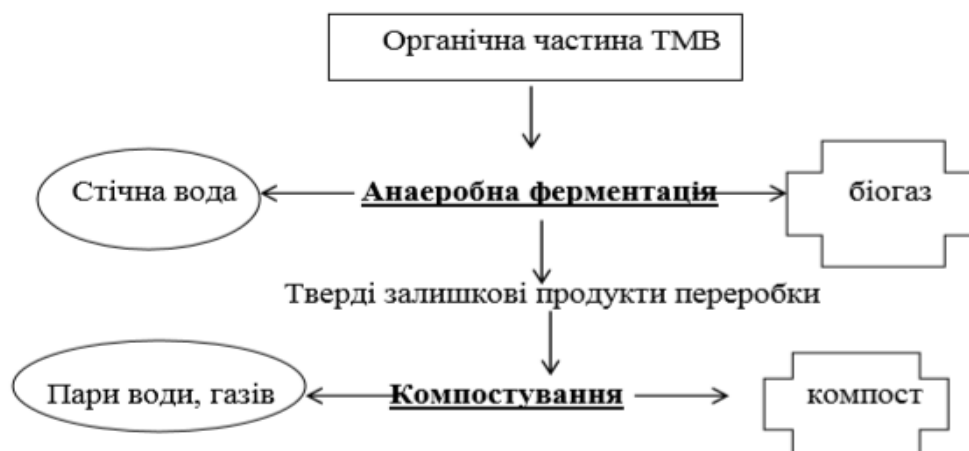 Органічна частина ТМВ
Стічна вода
Анаеробна ферментація
біогаз
Тверді залишкові продукти переробки
Пари води, газів
Компостування
компост